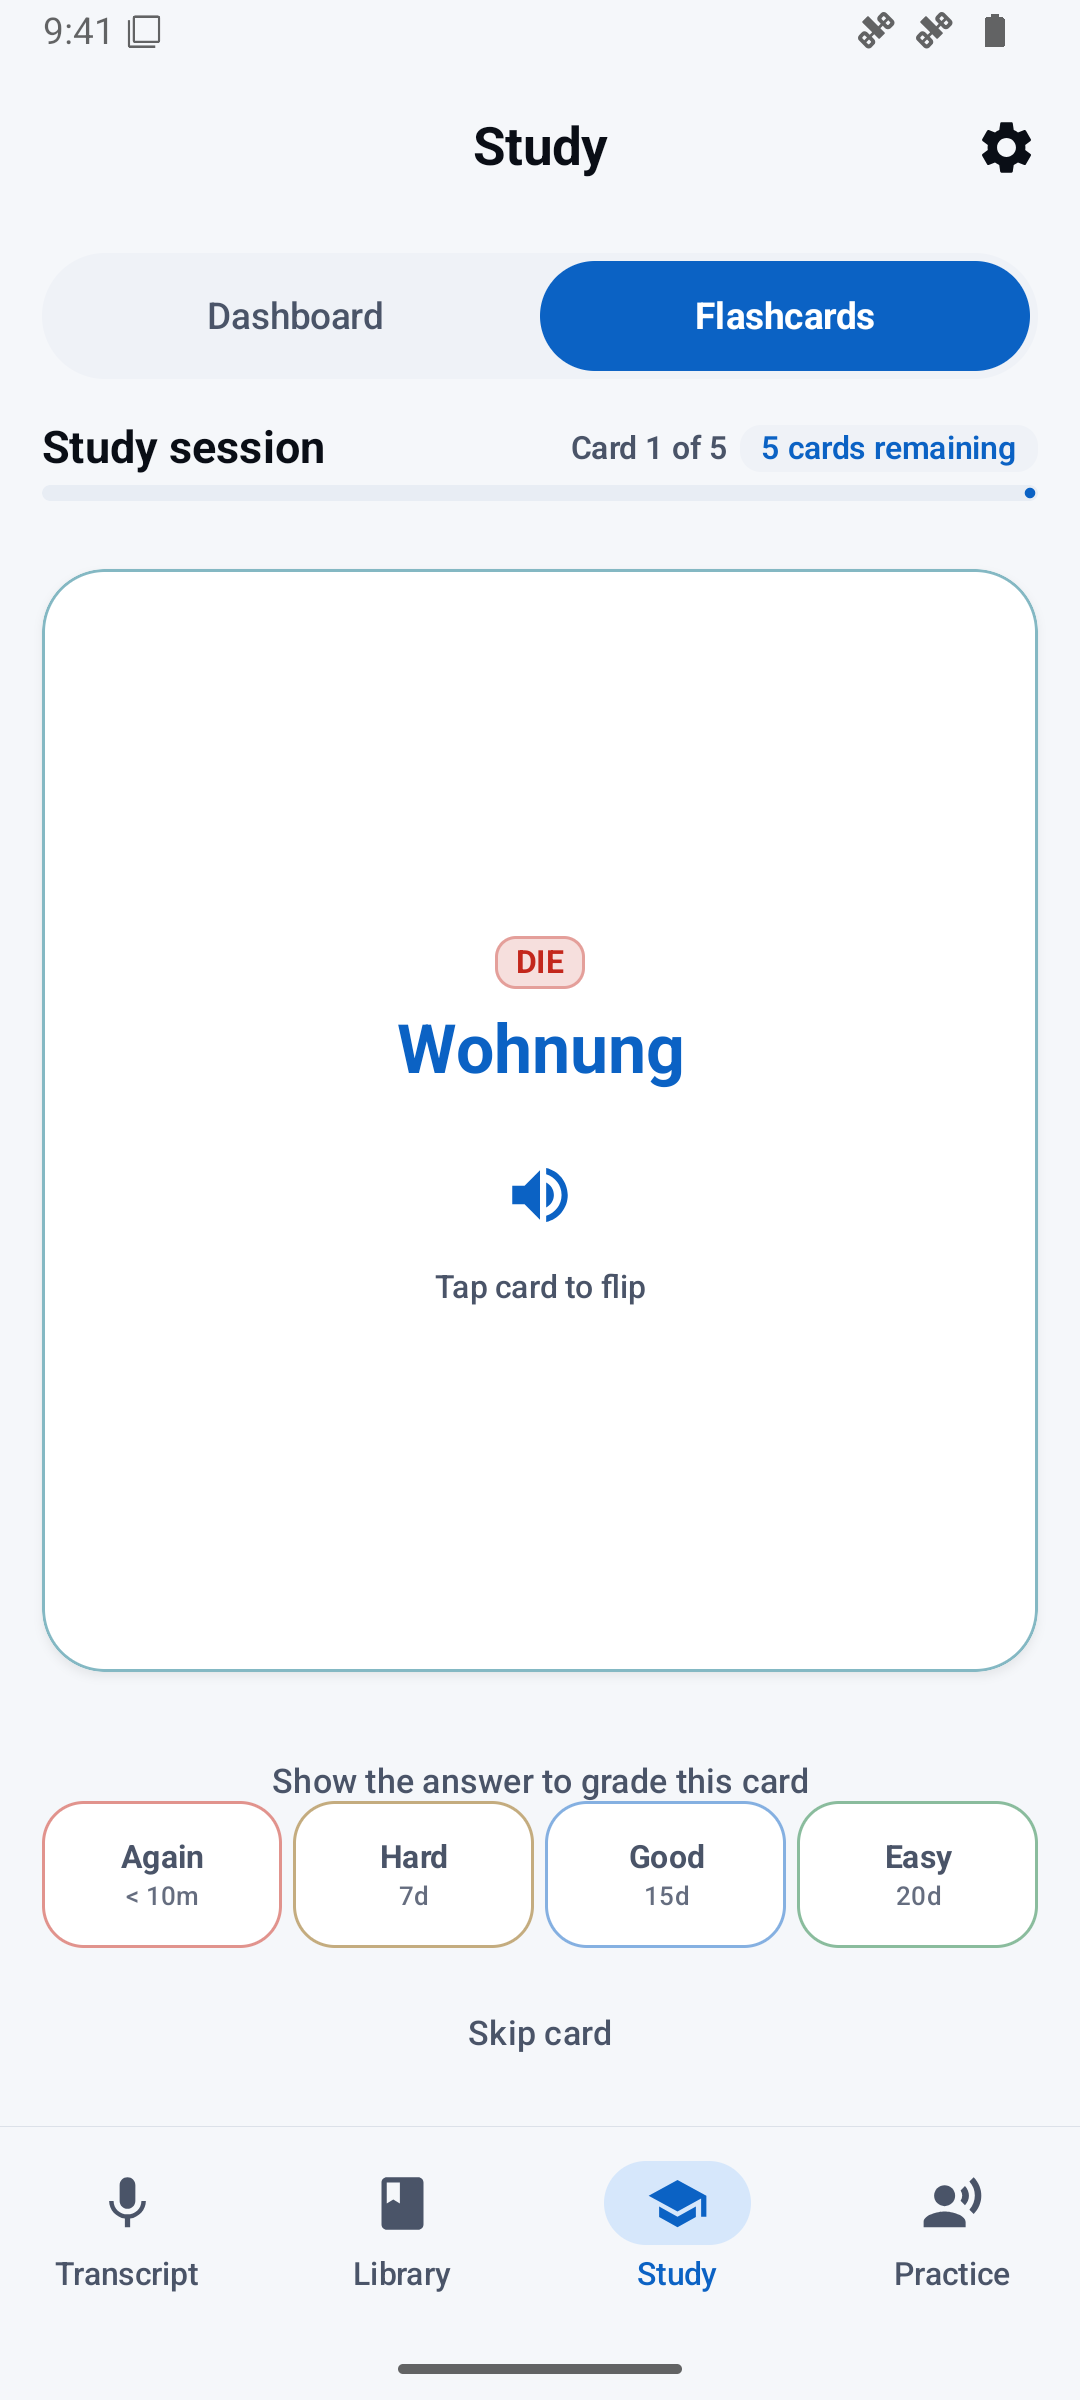 9:41
Study
Dashboard
Flashcards
Study session
Card 1 of 5
5 cards remaining
DIE
Wohnung
Tap card to flip
Show the answer to grade this card
Again
Hard
Good
Easy
< 10m
7d
15d
20d
Skip card
Transcript
Library
Study
Practice